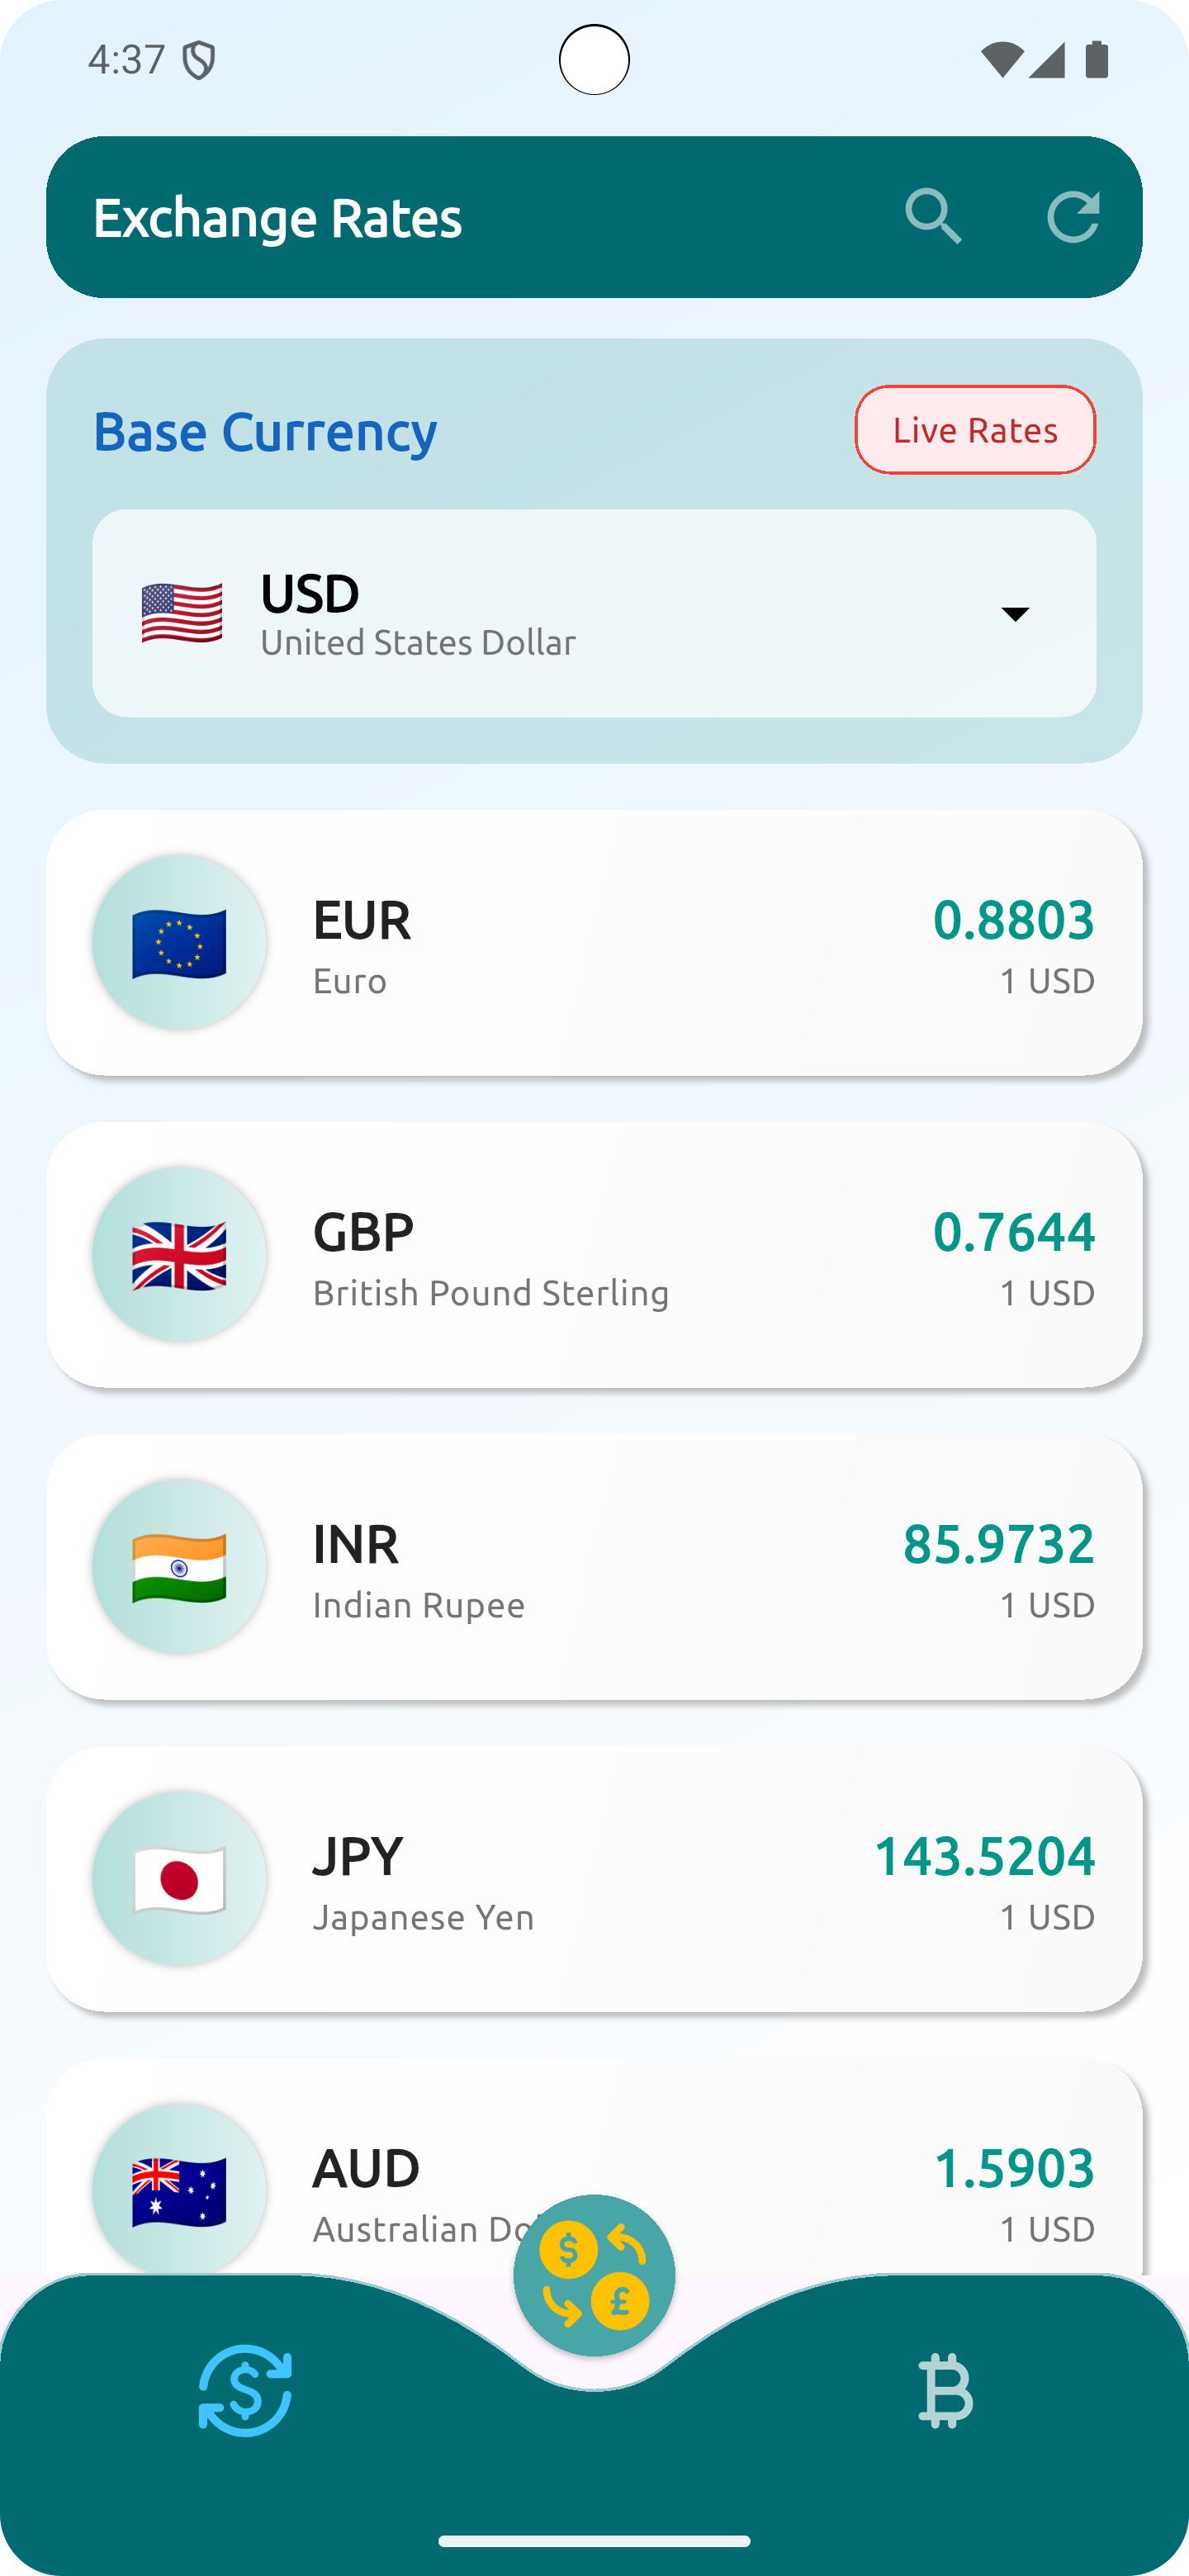 4:37
Exchange Rates
Base Currency
Live Rates
USD
United States Dollar
EUR
0.8803
Euro
1 USD
GBP
0.7644
British Pound Sterling
1 USD
INR
85.9732
Indian Rupee
1 USD
JPY
143.5204
Japanese Yen
1 USD
AUD
1.5903
Australian
1 USD